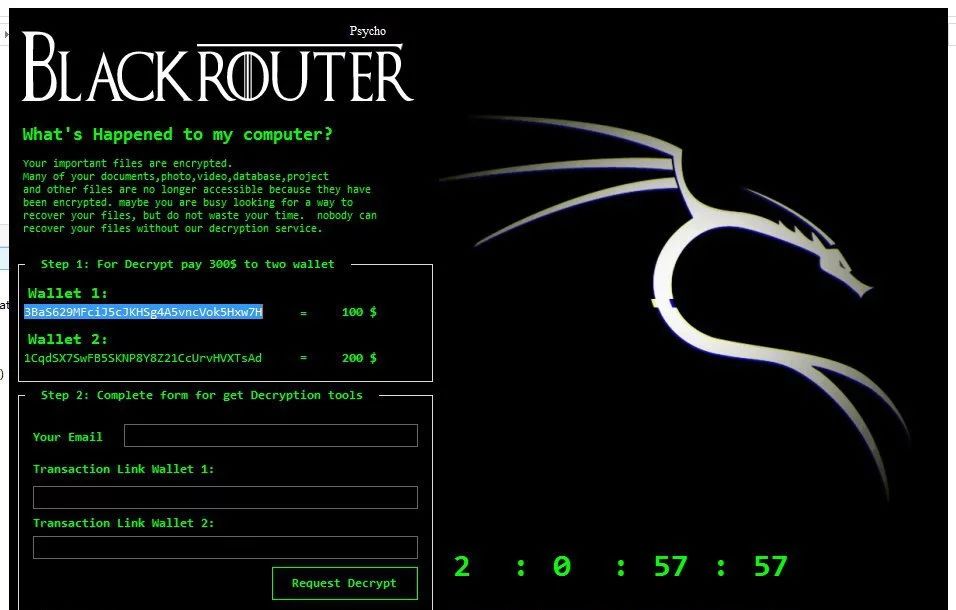 Psycho
BLACKROUTER
What's Happened to my computer?
Your important files are encrypted.
Many of your documents,photo,video,database,project
and other files are no longer accessible because they have
been encrypted. maybe you are busy looking for a way to
recover your files, but do not waste your time. nobody can
recover your files without our decryption service.
Step 1: For Decrypt pay 300$ to two wallet
Wallet 1:
3BaS629MFciJ5cJKHSg4A5vncVok5Hxw7H = 100 $
Wallet 2:
1CqdSX7SwFB5SKNP8Y8Z21CcUrvHVXTsAd = 200 $
Step 2: Complete form for get Decryption tools
Your Email
Transaction Link Wallet 1:
Transaction Link Wallet 2:
Request Decrypt
2 : 0 : 57 : 57